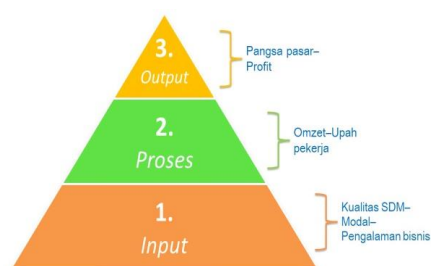 3.
Output
Pangsa pasar–
Profit
2.
Proses
Omzet–Upah
pekerja
1.
Input
Kualitas SDM–
Modal–
Pengalaman bisnis